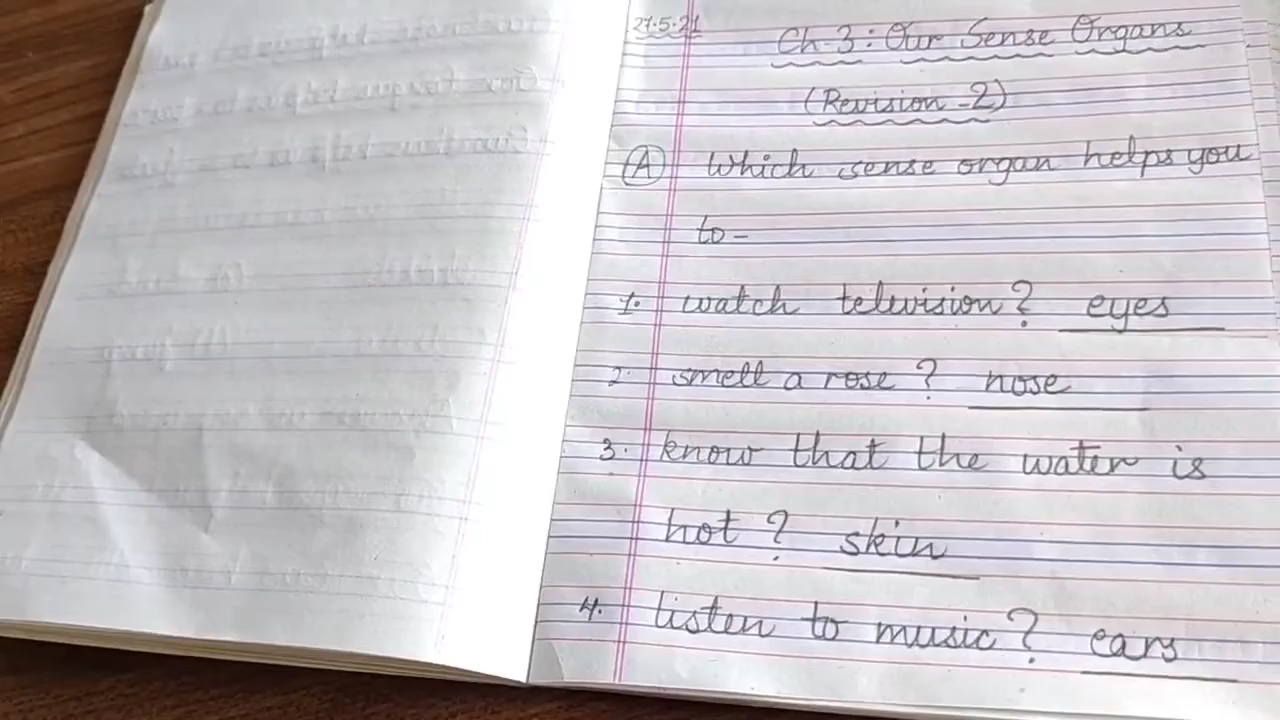 27.5.21
Ch-3: Our Sense Organs
(Revision-2)
(A) Which sense organ helps you
to-
1. watch television? eyes
2. smell a rose? nose
3. know that the water is
hot? skin
4. listen to music? ears